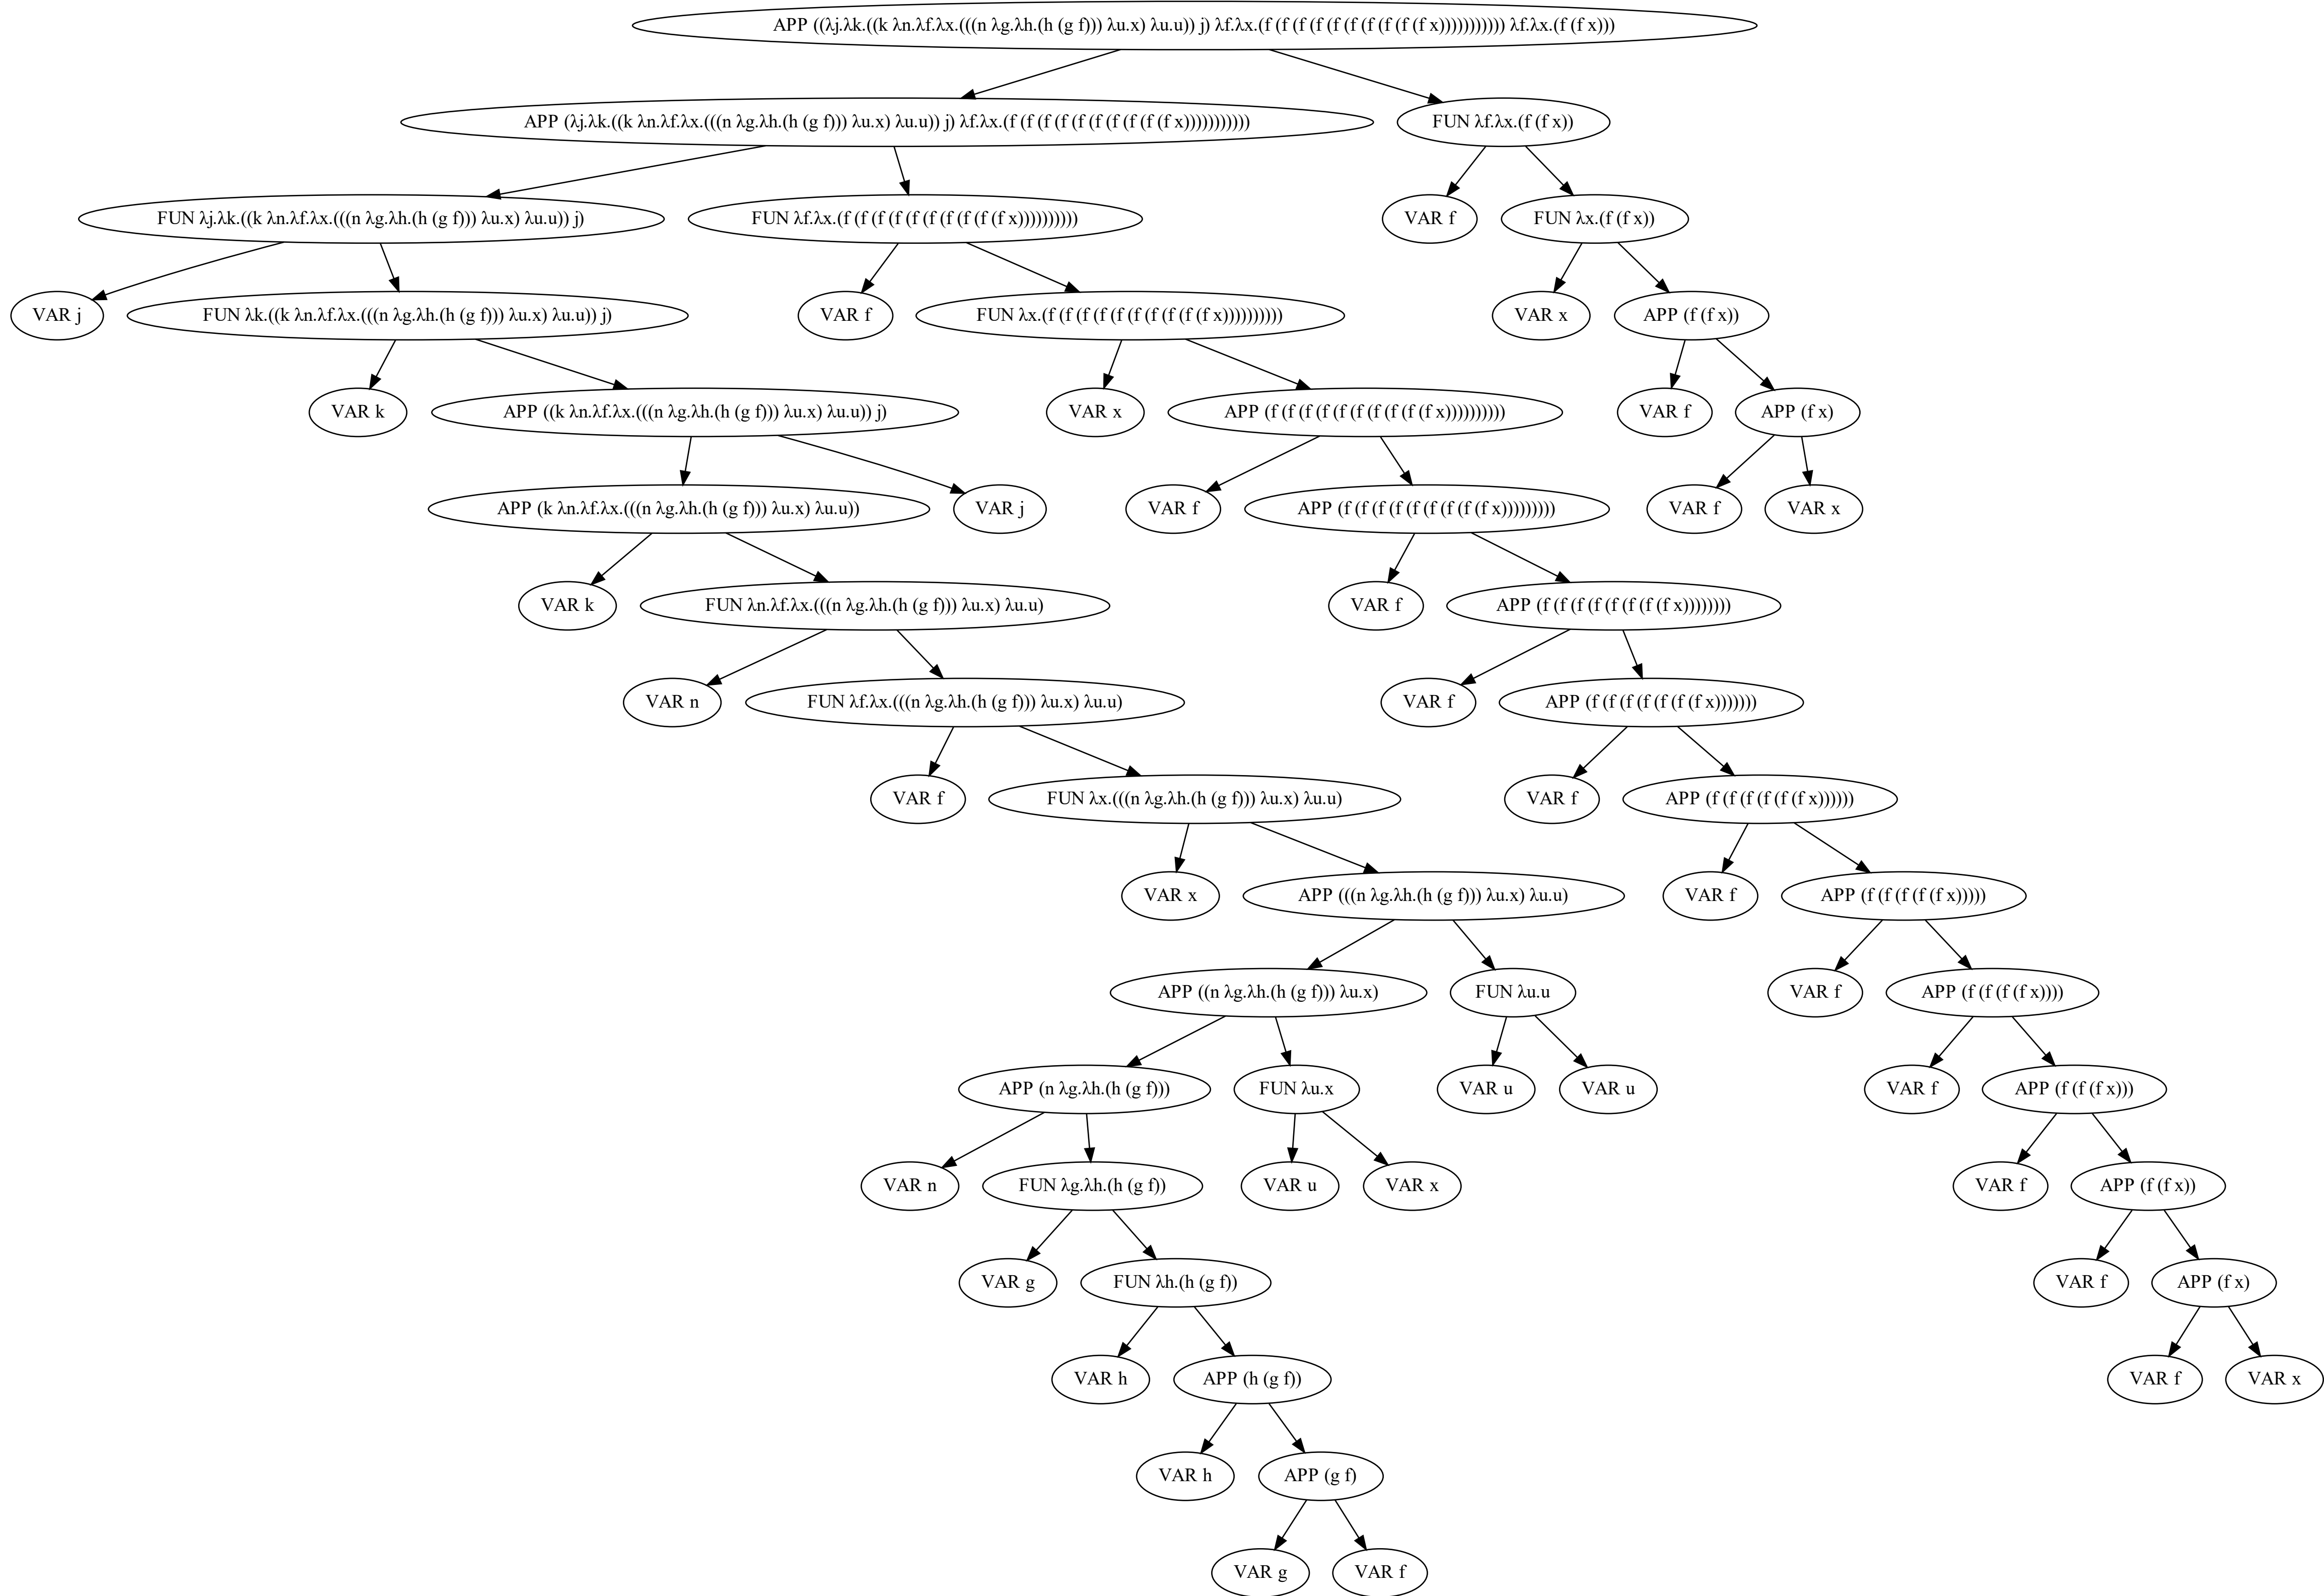 APP ((λj.λk.((k λn.λf.λx.(((n λg.λh.(h (g f))) λu.x) λu.u)) j) λf.λx.(f (f (f (f (f (f (f (f (f (f x))))))))))) λf.λx.(f (f x)))
APP (λj.λk.((k λn.λf.λx.(((n λg.λh.(h (g f))) λu.x) λu.u)) j) λf.λx.(f (f (f (f (f (f (f (f (f (f x)))))))))))
FUN λf.λx.(f (f x))
FUN λj.λk.((k λn.λf.λx.(((n λg.λh.(h (g f))) λu.x) λu.u)) j)
FUN λf.λx.(f (f (f (f (f (f (f (f (f (f x))))))))))
VAR f
FUN λx.(f (f x))
VAR j
FUN λk.((k λn.λf.λx.(((n λg.λh.(h (g f))) λu.x) λu.u)) j)
VAR f
FUN λx.(f (f (f (f (f (f (f (f (f (f x))))))))))
VAR x
APP (f (f x))
VAR k
APP ((k λn.λf.λx.(((n λg.λh.(h (g f))) λu.x) λu.u)) j)
VAR x
APP (f (f (f (f (f (f (f (f (f (f x))))))))))
VAR f
APP (f x)
APP (k λn.λf.λx.(((n λg.λh.(h (g f))) λu.x) λu.u))
VAR j
VAR f
APP (f (f (f (f (f (f (f (f (f x)))))))))
VAR f
VAR x
VAR k
FUN λn.λf.λx.(((n λg.λh.(h (g f))) λu.x) λu.u)
VAR f
APP (f (f (f (f (f (f (f (f x))))))))
VAR n
FUN λf.λx.(((n λg.λh.(h (g f))) λu.x) λu.u)
VAR f
APP (f (f (f (f (f (f (f x)))))))
VAR f
FUN λx.(((n λg.λh.(h (g f))) λu.x) λu.u)
VAR f
APP (f (f (f (f (f (f x))))))
VAR x
APP (((n λg.λh.(h (g f))) λu.x) λu.u)
VAR f
APP (f (f (f (f (f x)))))
APP ((n λg.λh.(h (g f))) λu.x)
FUN λu.u
VAR f
APP (f (f (f (f x))))
APP (n λg.λh.(h (g f)))
FUN λu.x
VAR u
VAR u
VAR f
APP (f (f (f x)))
VAR n
FUN λg.λh.(h (g f))
VAR u
VAR x
VAR f
APP (f (f x))
VAR g
FUN λh.(h (g f))
VAR f
APP (f x)
VAR h
APP (h (g f))
VAR f
VAR x
VAR h
APP (g f)
VAR g
VAR f